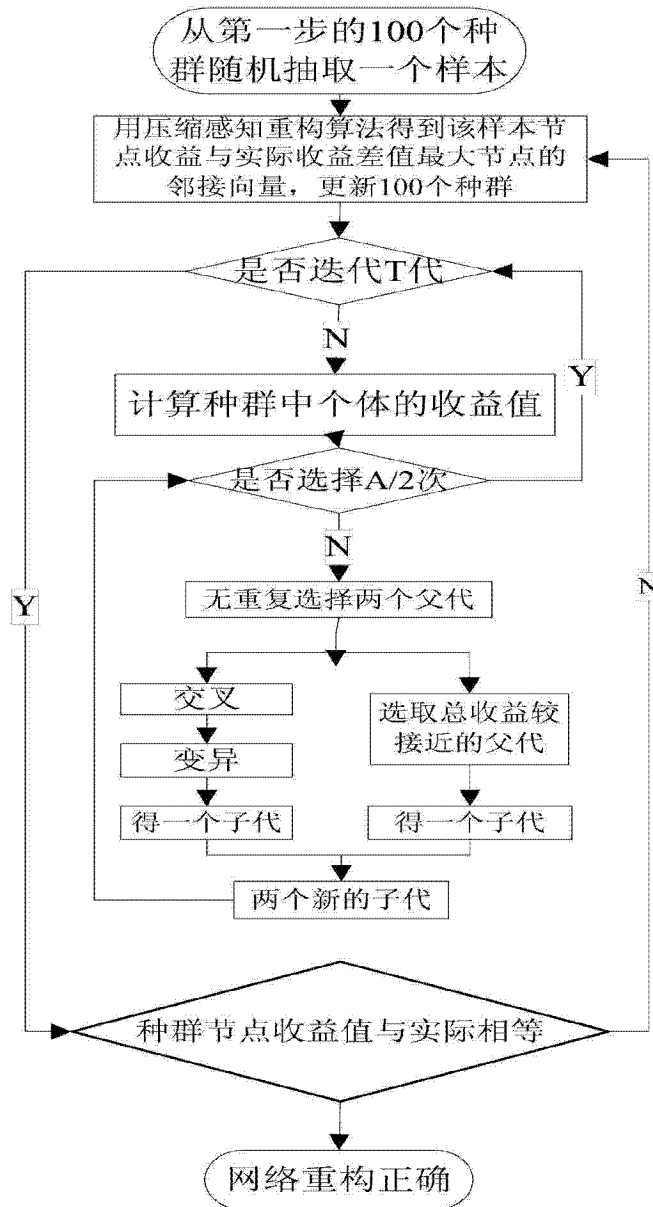 从第一步的100个种
群随机抽取一个样本
用压缩感知重构算法得到该样本节
点收益与实际收益差值最大节点的
邻接向量，更新100个种群
是否迭代T代
N
Y
计算种群中个体的收益值
是否选择A/2次
N
Y
N
无重复选择两个父代
交叉
选取总收益较
接近的父代
变异
得一个子代
得一个子代
两个新的子代
种群节点收益值与实际相等
网络重构正确